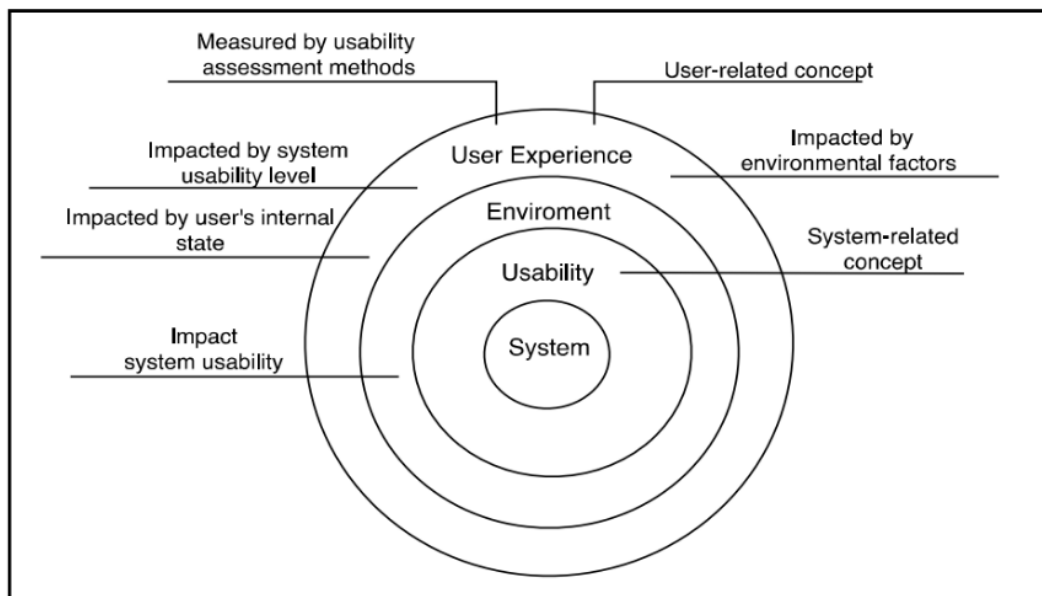 Measured by usability
assessment methods
User-related concept
User Experience
Impacted by
environmental factors
Impacted by system
usability level
Impacted by user's internal
state
Enviroment
System-related
concept
Usability
Impact
system usability
System